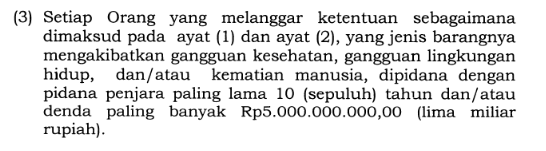 (3) Setiap Orang yang melanggar ketentuan sebagaimana
dimaksud pada ayat (1) dan ayat (2), yang jenis barangnya
mengakibatkan gangguan kesehatan, gangguan lingkungan
hidup, dan/atau kematian manusia, dipidana dengan
pidana penjara paling lama 10 (sepuluh) tahun dan/atau
denda paling banyak Rp5.000.000.000,00 (lima miliar
rupiah).